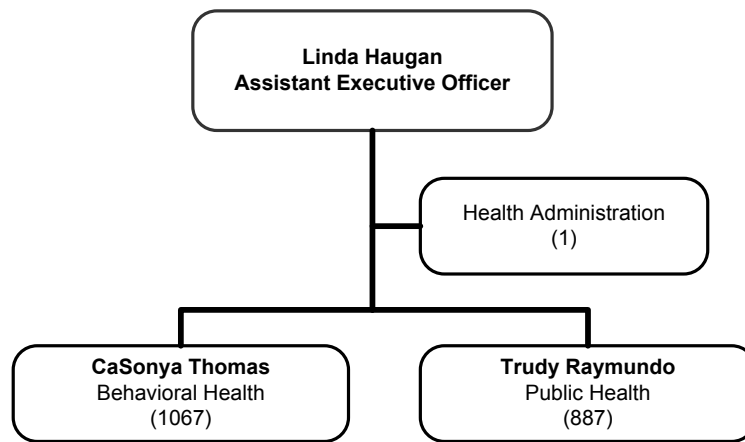 Linda Haugan
Assistant Executive Officer
Health Administration
(1)
CaSonya Thomas
Behavioral Health
(1067)
Trudy Raymundo
Public Health
(887)